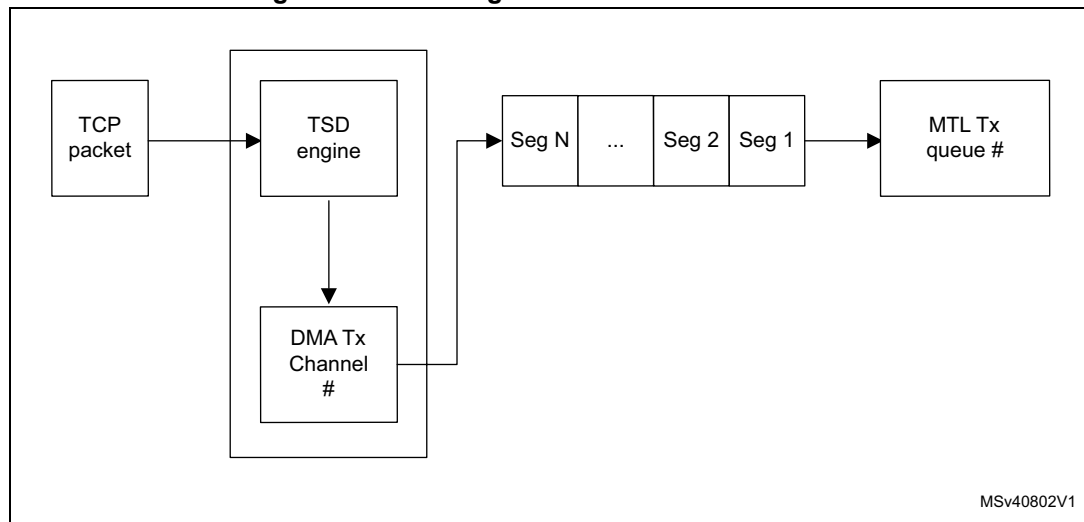 TCP
packet
TSD
engine
DMA Tx
Channel
#
Seg N
...
Seg 2
Seg 1
MTL Tx
queue #
MSv40802V1